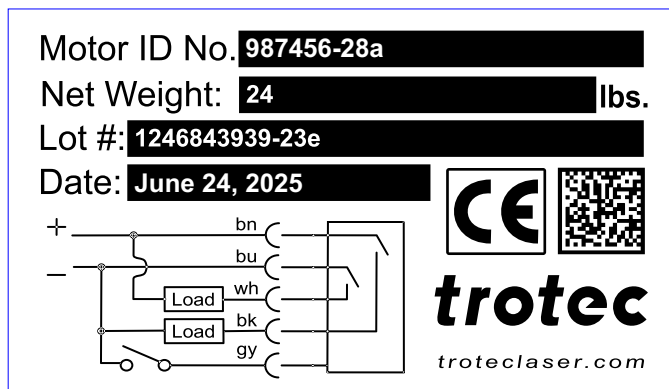 Motor ID No. 987456-28a
Net Weight: 24 lbs.
Lot #: 1246843939-23e
Date: June 24, 2025
CE
+ bn
− bu
Load wh
Load bk
gy
trotec
troteclaser.com